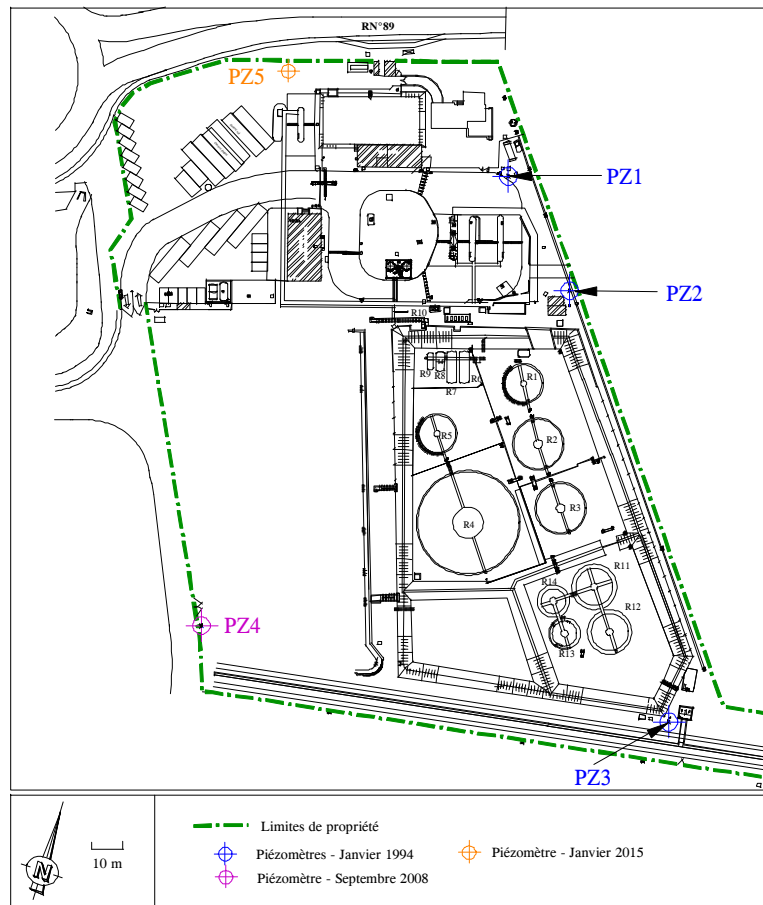 RN°89
PZ5
PZ1
PZ2
R10
R9
R8
R6
R7
R1
R5
R2
R3
R4
R11
R14
R12
R13
PZ4
PZ3
N
10 m
Limites de propriété
Piézomètres - Janvier 1994
Piézomètre - Janvier 2015
Piézomètre - Septembre 2008